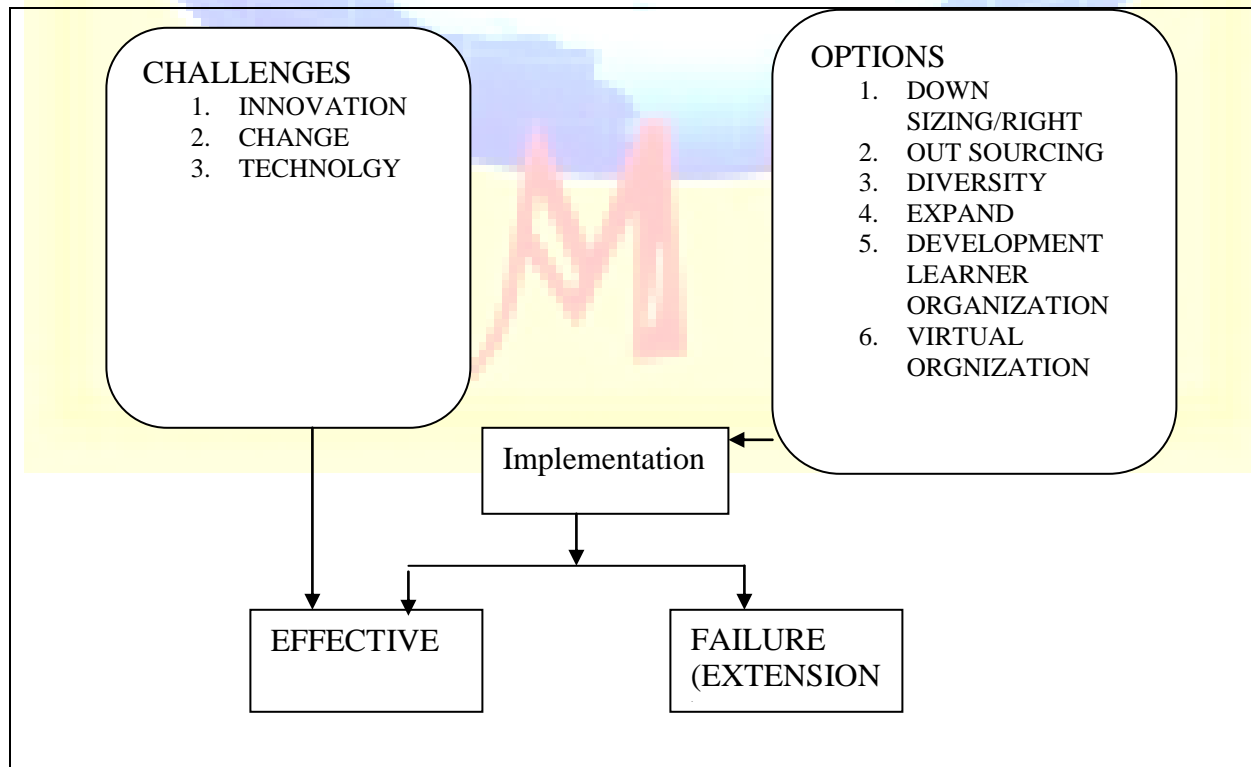 CHALLENGES
1. INNOVATION
2. CHANGE
3. TECHNOLGY
OPTIONS
1. DOWN
SIZING/RIGHT
2. OUT SOURCING
3. DIVERSITY
4. EXPAND
5. DEVELOPMENT
LEARNER
ORGANIZATION
6. VIRTUAL
ORGNIZATION
Implementation
EFFECTIVE
FAILURE
(EXTENSION